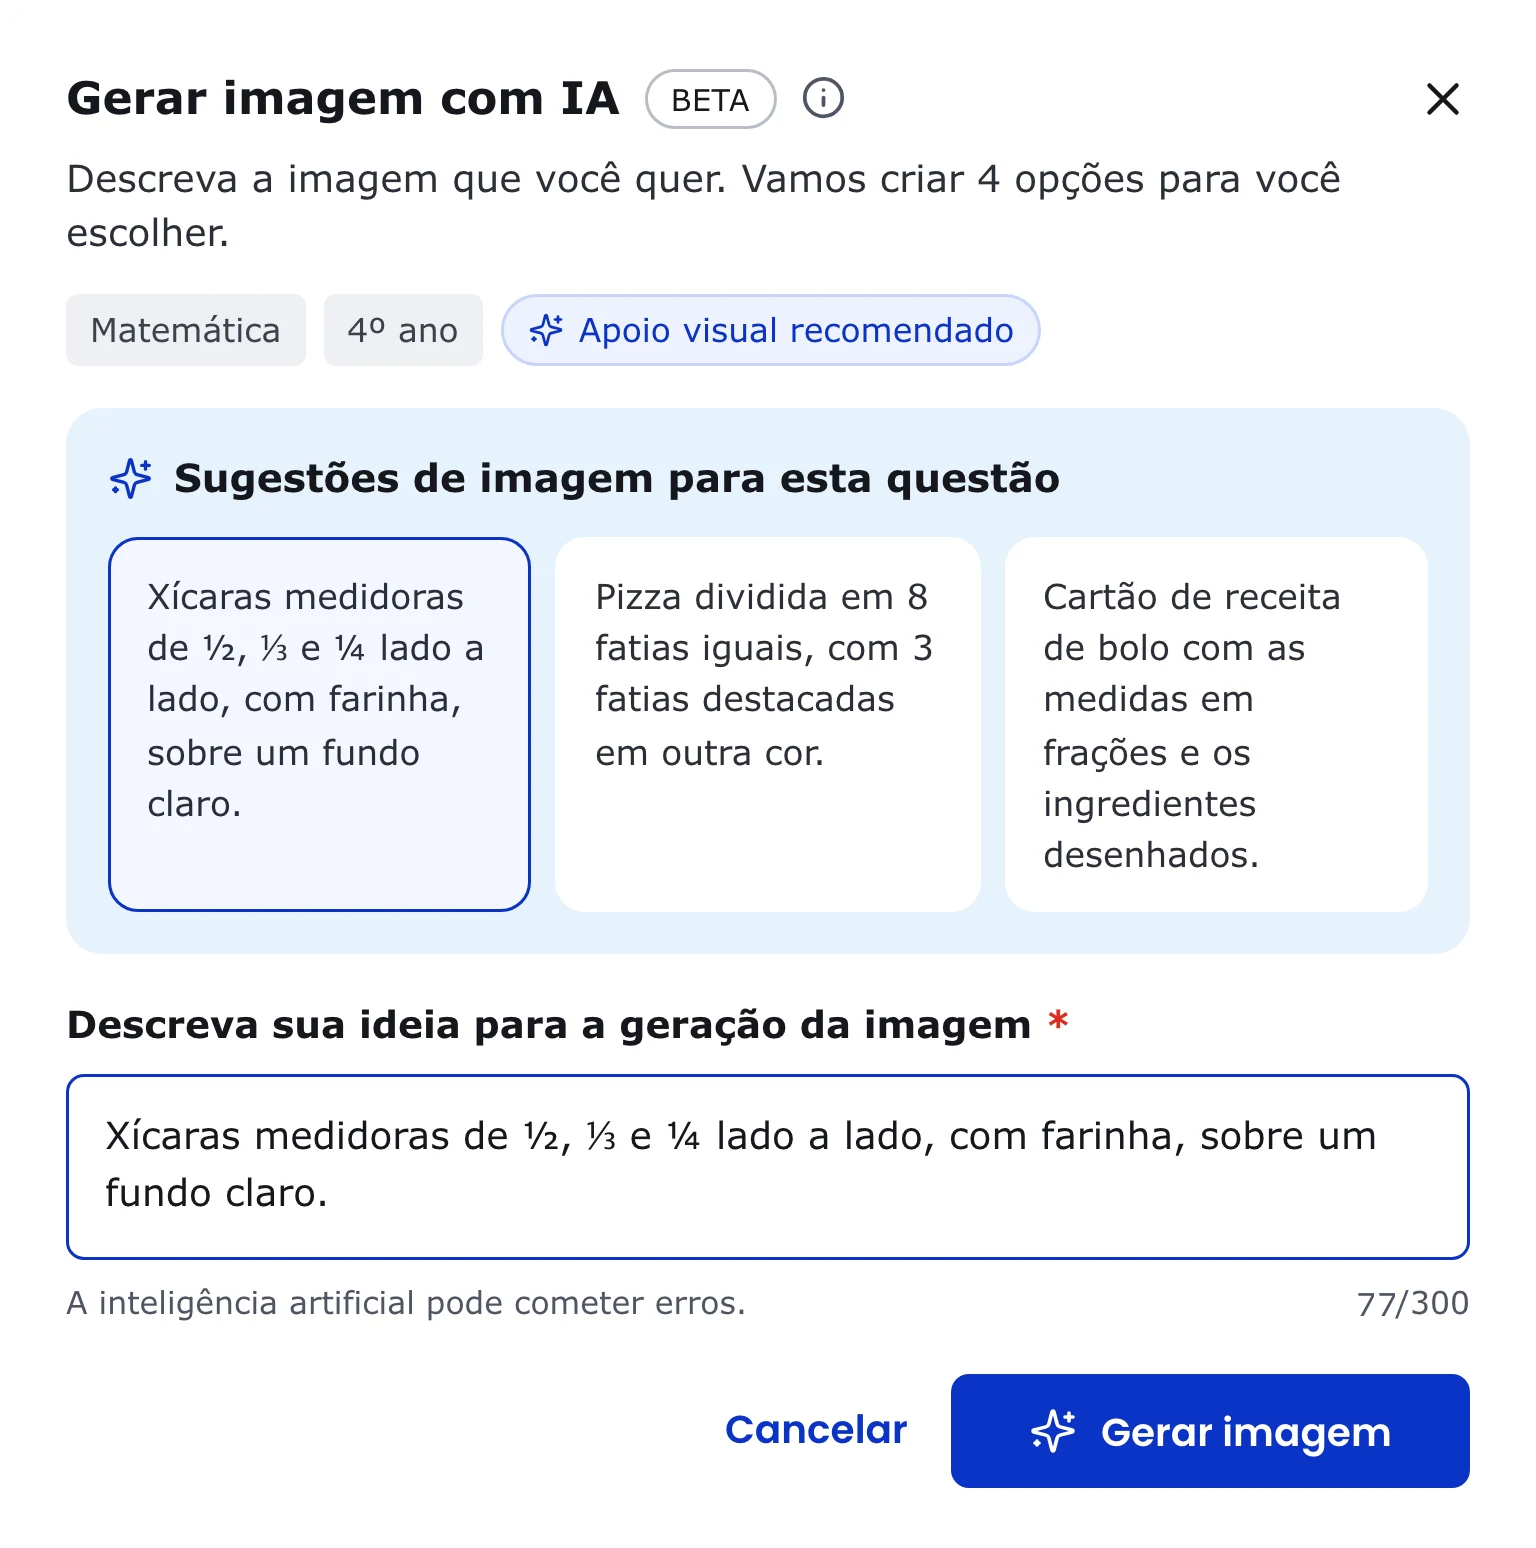 Gerar imagem com IA BETA
Descreva a imagem que você quer. Vamos criar 4 opções para você
escolher.
Matemática 4º ano Apoio visual recomendado
Sugestões de imagem para esta questão
Xícaras medidoras
de ½, ⅓ e ¼ lado a
lado, com farinha,
sobre um fundo
claro.
Pizza dividida em 8
fatias iguais, com 3
fatias destacadas
em outra cor.
Cartão de receita
de bolo com as
medidas em
frações e os
ingredientes
desenhados.
Descreva sua ideia para a geração da imagem *
Xícaras medidoras de ½, ⅓ e ¼ lado a lado, com farinha, sobre um
fundo claro.
A inteligência artificial pode cometer erros. 77/300
Cancelar Gerar imagem